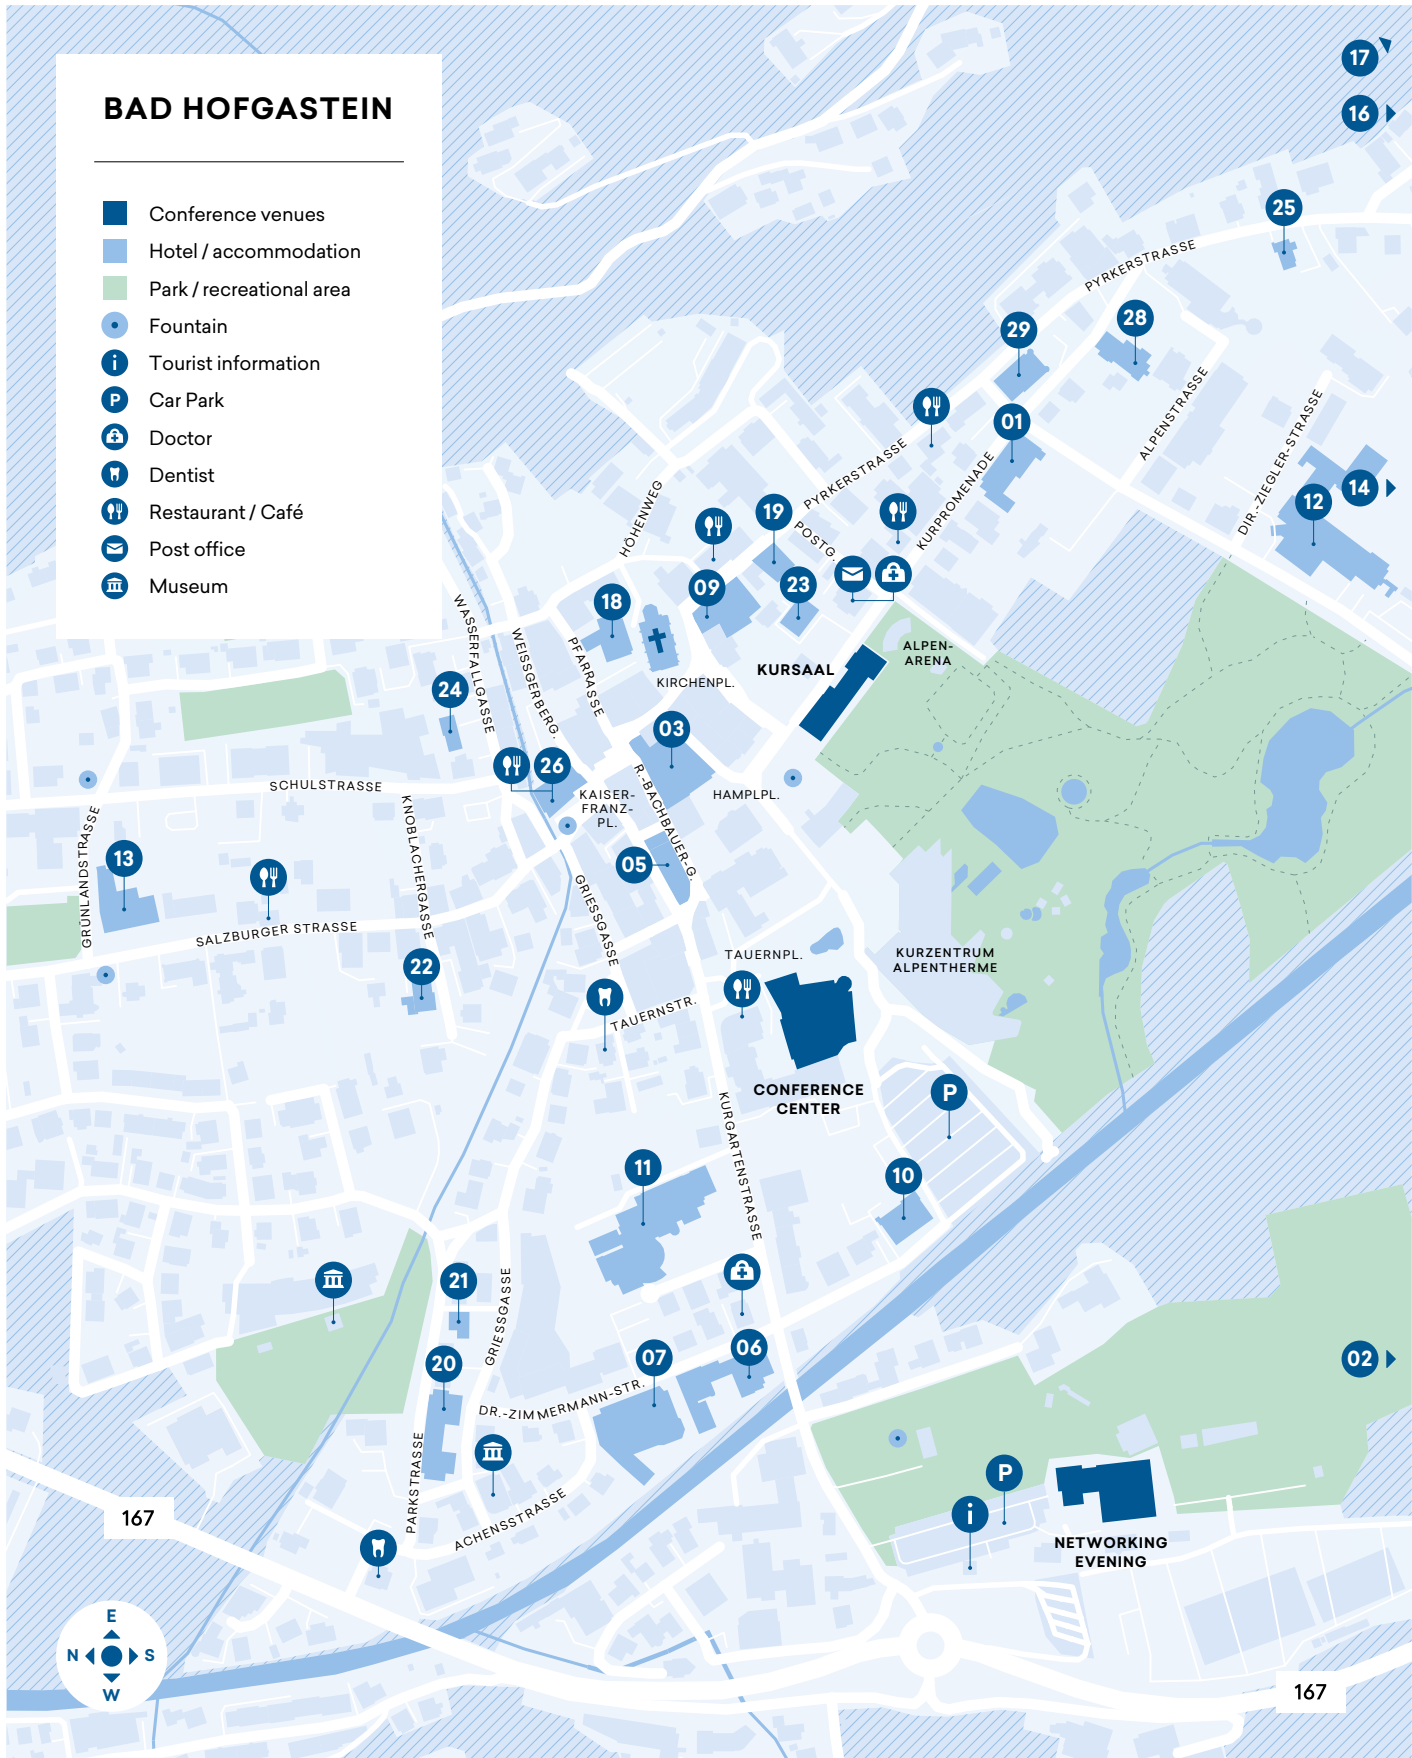 BAD HOFGASTEIN
Conference venues
Hotel / accommodation
Park / recreational area
Fountain
i
Tourist information
P
Car Park
Doctor
Dentist
Restaurant / Café
Post office
Museum
17
16
25
PYRKERSTRASSE
28
29
01
ALPENSTRASSE
DIR.-ZIEGLER-STRASSE
14
12
PYRKERSTRASSE
KURPROMENADE
HÖHENWEG
19
POSTG.
09
23
18
WASSERFALLGASSE
WEISSGERBERG.
PFARRASSE
KIRCHENPL.
KURSAAL
ALPEN-
ARENA
24
03
26
R.-BACHBAUER-G.
KAISER-
FRANZ-
PL.
HAMPLPL.
SCHULSTRASSE
KNOBLACHERGASSE
GRÜNLANDSTRASSE
13
05
GRIESSGASSE
SALZBURGER STRASSE
22
TAUERNPL.
KURZENTRUM
ALPENTHERME
TAUERNSTR.
CONFERENCE
CENTER
P
KURGARTENSTRASSE
11
10
21
GRIESSGASSE
20
07
06
02
DR.-ZIMMERMANN-STR.
PARKSTRASSE
ACHENSSTRASSE
P
i
NETWORKING
EVENING
167
E
N
S
W
167